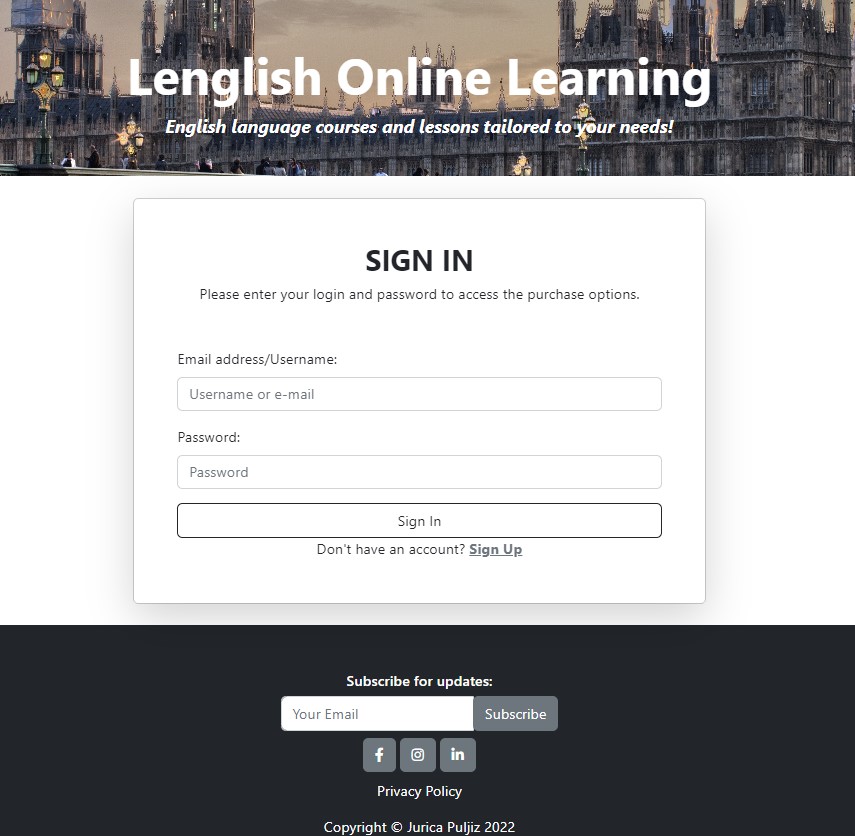 Lenglish Online Learning
English language courses and lessons tailored to your needs!
SIGN IN
Please enter your login and password to access the purchase options.
Email address/Username:
Username or e-mail
Password:
Password
Sign In
Don't have an account? Sign Up
Subscribe for updates:
Your Email Subscribe
Privacy Policy
Copyright © Jurica Puljiz 2022